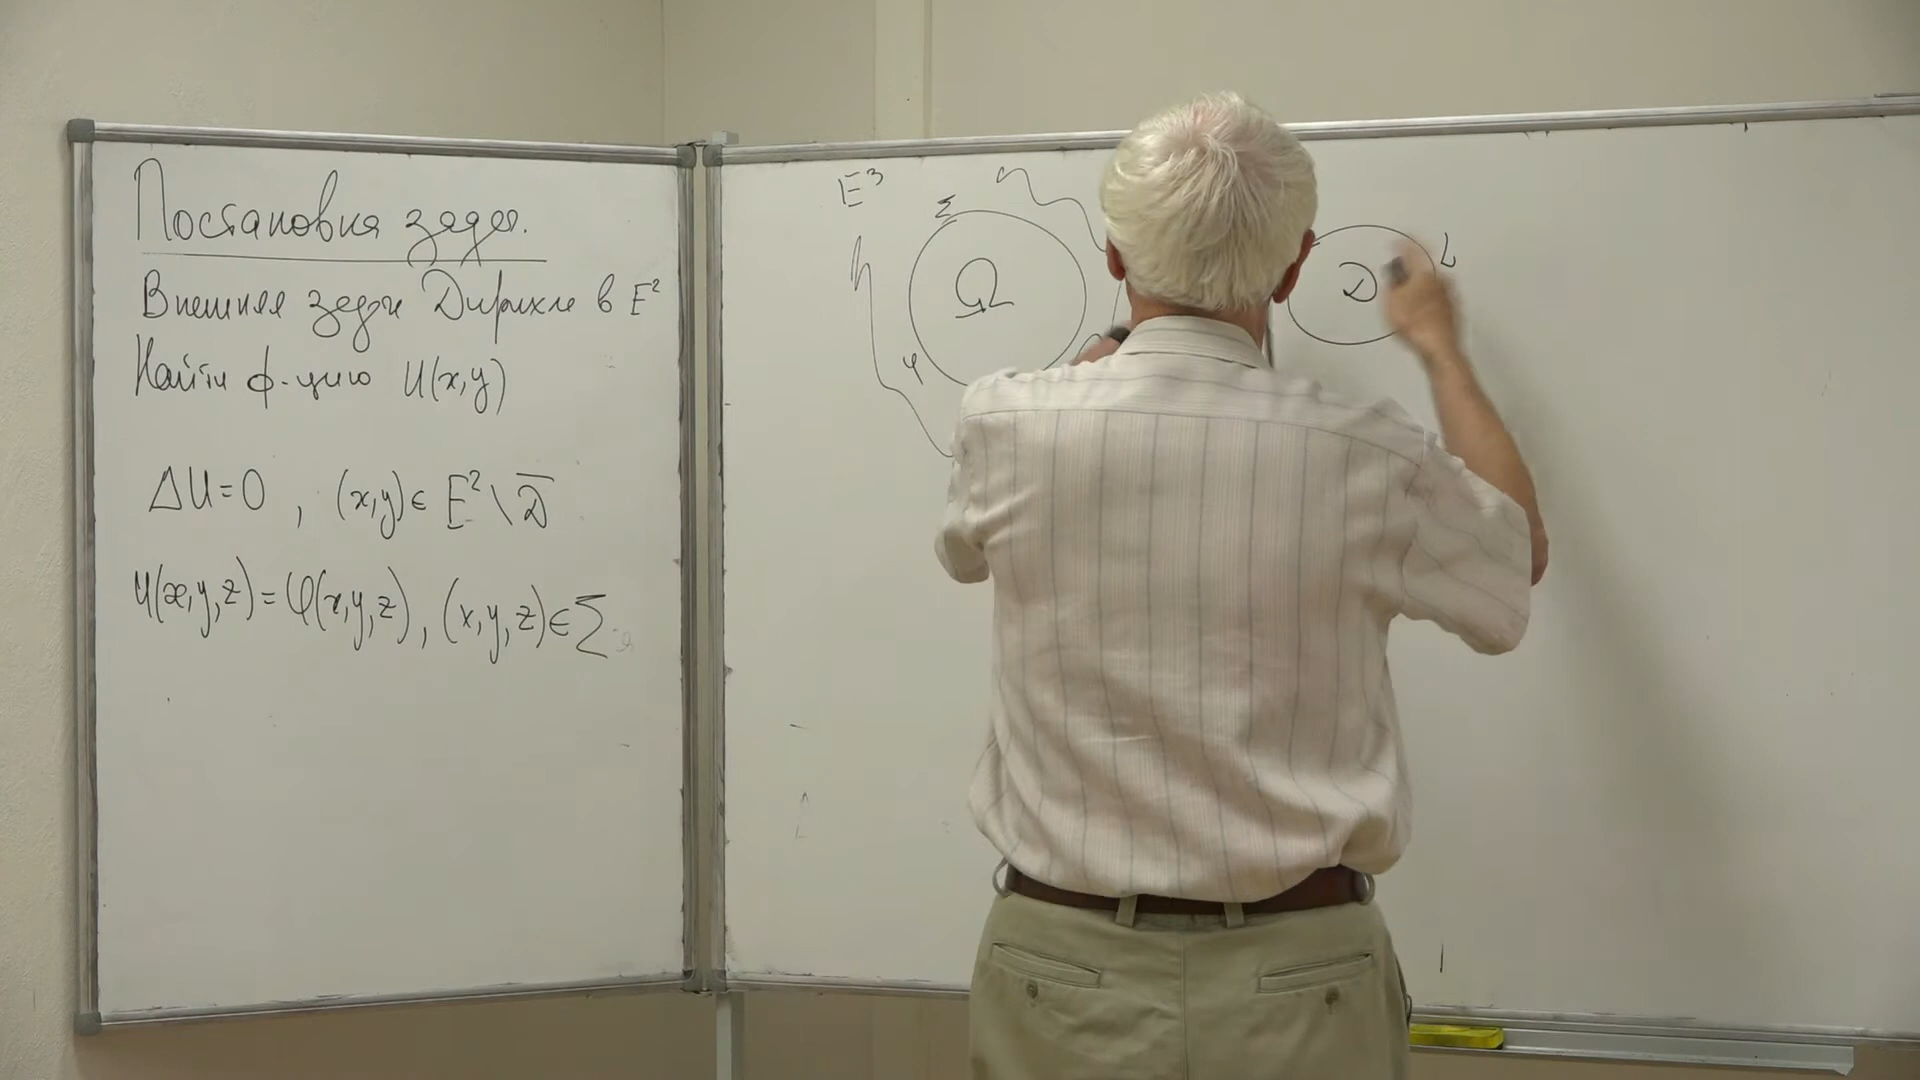 Постановка задач.
Внешняя задача Дирихле в E²
Найти ф-цию U(x,y)
ΔU=0 , (x,y)∈ E² \ D̅
U(x,y,z)=φ(x,y,z), (x,y,z)∈Σ
E³
Σ
Ω
φ
D
L